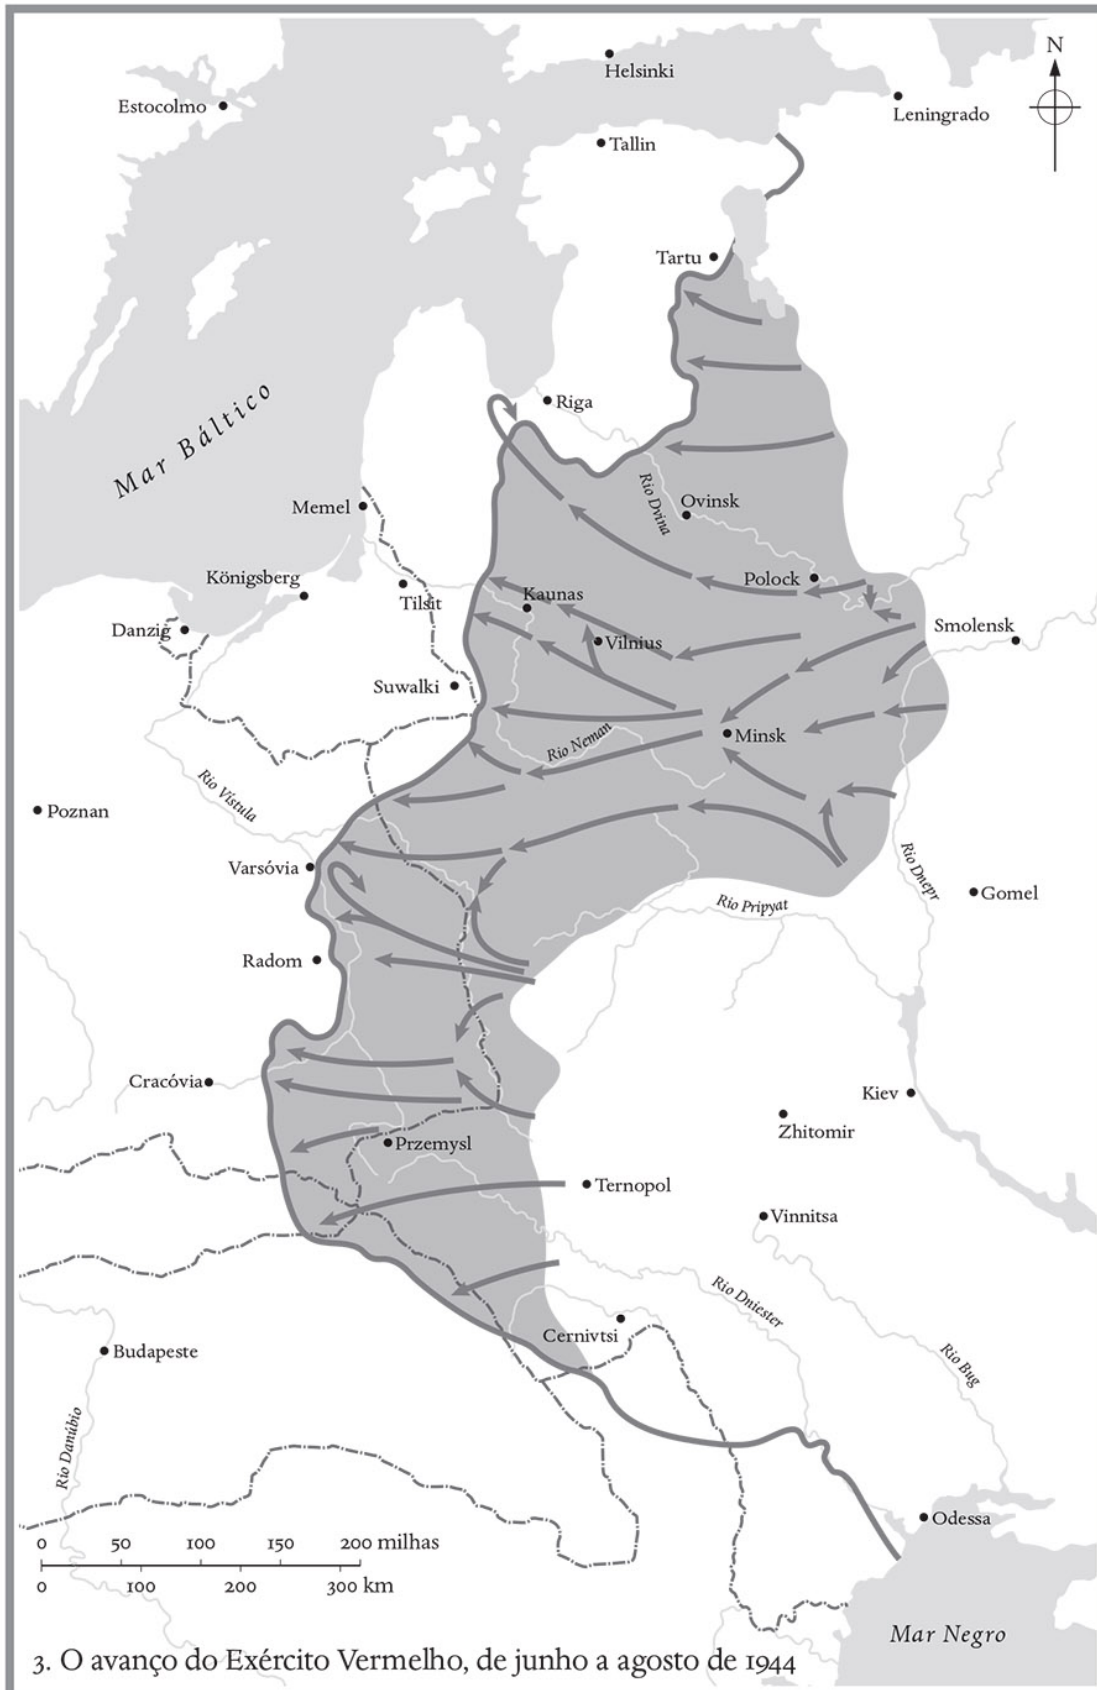 N
Helsinki
Estocolmo
Leningrado
Tallin
Tartu
Mar Báltico
Riga
Rio Dvina
Ovinsk
Memel
Königsberg
Tilsit
Kaunas
Polock
Danzig
Vilnius
Smolensk
Suwalki
Minsk
Rio Neman
Rio Vístula
Poznan
Varsóvia
Rio Dnepr
Gomel
Rio Pripyat
Radom
Cracóvia
Kiev
Zhitomir
Przemysl
Ternopol
Vinnitsa
Rio Dniester
Cernivtsi
Rio Bug
Budapeste
Rio Danúbio
Odessa
0 50 100 150 200 milhas
0 100 200 300 km
Mar Negro
3. O avanço do Exército Vermelho, de junho a agosto de 1944